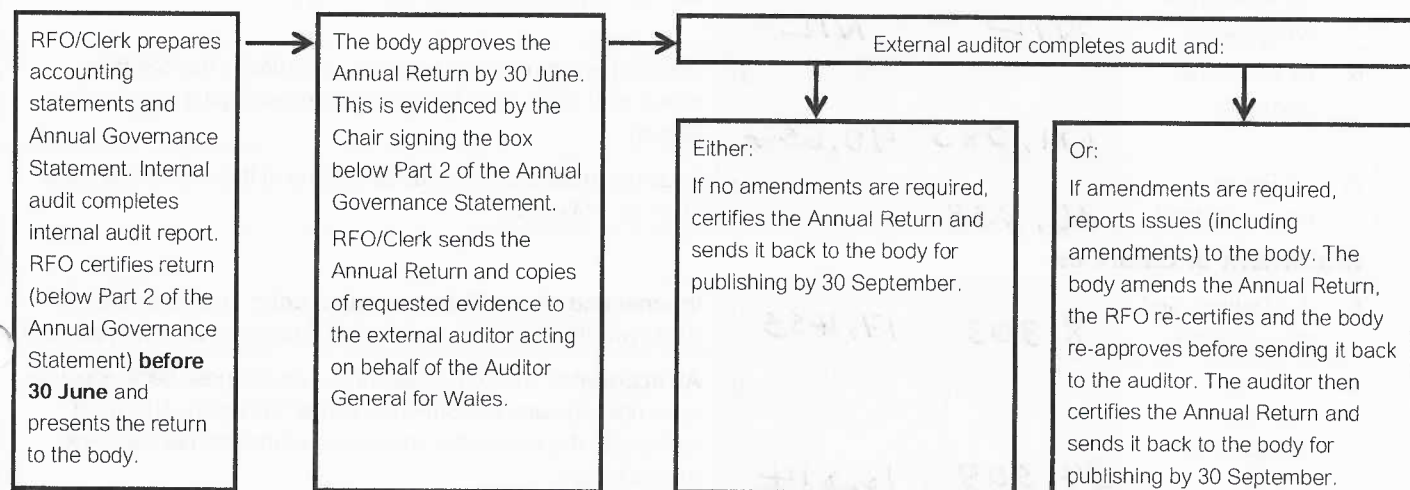 RFO/Clerk prepares
accounting
statements and
Annual Governance
Statement. Internal
audit completes
internal audit report.
RFO certifies return
(below Part 2 of the
Annual Governance
Statement) before
30 June and
presents the return
to the body.
The body approves the
Annual Return by 30 June.
This is evidenced by the
Chair signing the box
below Part 2 of the Annual
Governance Statement.
RFO/Clerk sends the
Annual Return and copies
of requested evidence to
the external auditor acting
on behalf of the Auditor
General for Wales.
External auditor completes audit and:
Either:
If no amendments are required,
certifies the Annual Return and
sends it back to the body for
publishing by 30 September.
Or:
If amendments are required,
reports issues (including
amendments) to the body. The
body amends the Annual Return,
the RFO re-certifies and the body
re-approves before sending it back
to the auditor. The auditor then
certifies the Annual Return and
sends it back to the body for
publishing by 30 September.